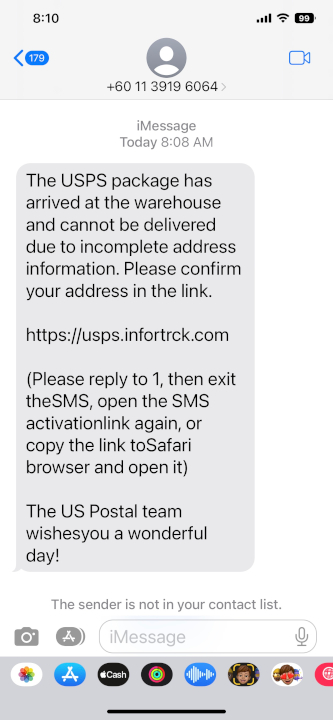 8:10
99
179
+60 11 3919 6064
iMessage
Today 8:08 AM
The USPS package has
arrived at the warehouse
and cannot be delivered
due to incomplete address
information. Please confirm
your address in the link.
https://usps.infortrck.com
(Please reply to 1, then exit
theSMS, open the SMS
activationlink again, or
copy the link toSafari
browser and open it)
The US Postal team
wishesyou a wonderful
day!
The sender is not in your contact list.
iMessage
Cash